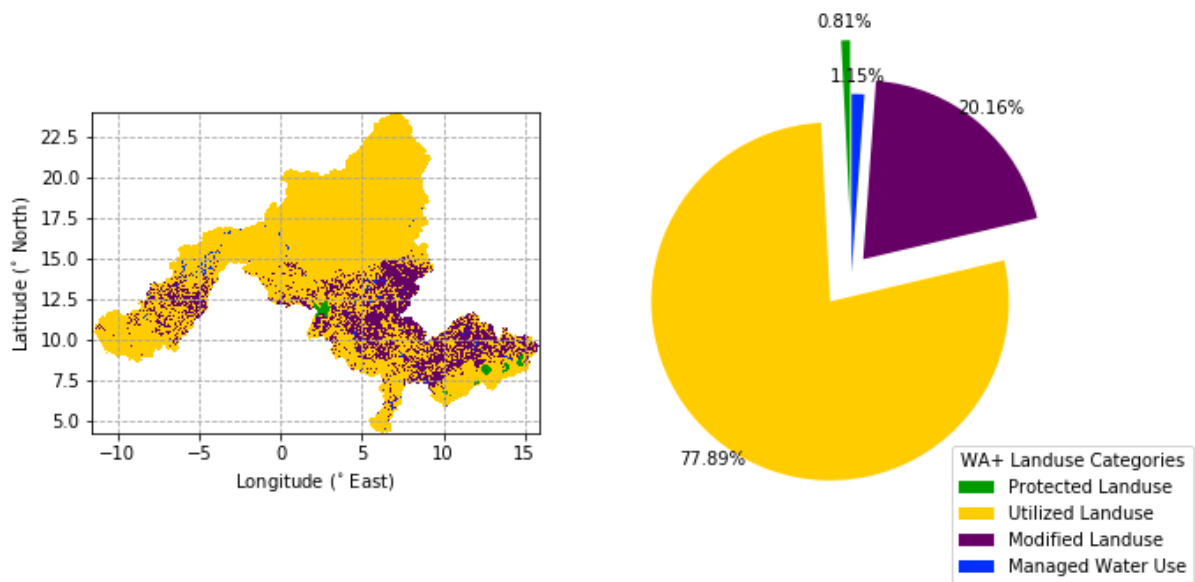 0.81%
1.15%
20.16%
77.89%
22.5
20.0
17.5
15.0
12.5
10.0
7.5
5.0
Latitude (° North)
−10 −5 0 5 10 15
Longitude (° East)
WA+ Landuse Categories
Protected Landuse
Utilized Landuse
Modified Landuse
Managed Water Use